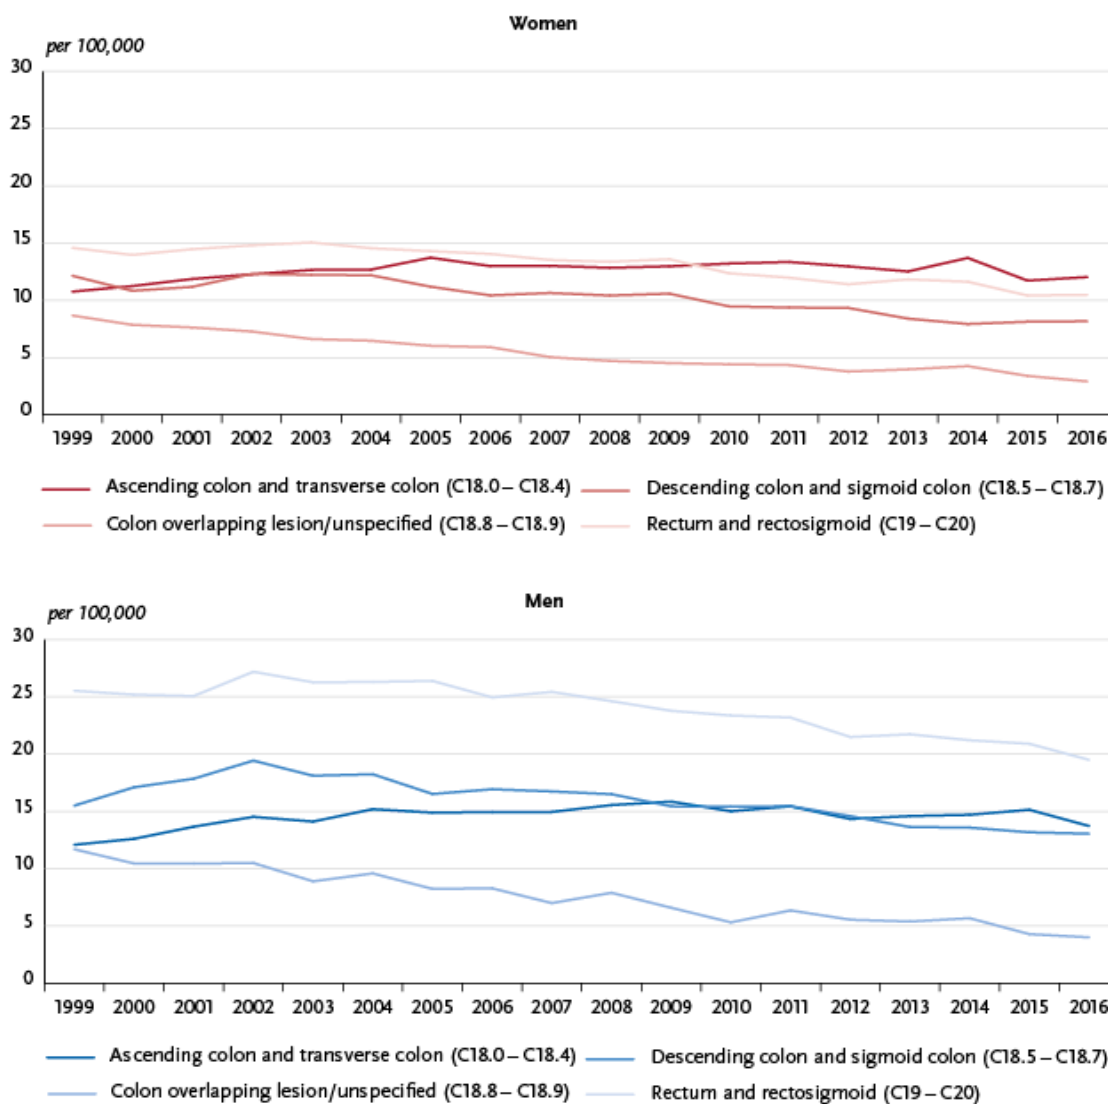 Women
per 100,000
30
25
20
15
10
5
0
1999 2000 2001 2002 2003 2004 2005 2006 2007 2008 2009 2010 2011 2012 2013 2014 2015 2016
Ascending colon and transverse colon (C18.0 – C18.4) Descending colon and sigmoid colon (C18.5 – C18.7)
Colon overlapping lesion/unspecified (C18.8 – C18.9) Rectum and rectosigmoid (C19 – C20)
Men
per 100,000
30
25
20
15
10
5
0
1999 2000 2001 2002 2003 2004 2005 2006 2007 2008 2009 2010 2011 2012 2013 2014 2015 2016
Ascending colon and transverse colon (C18.0 – C18.4) Descending colon and sigmoid colon (C18.5 – C18.7)
Colon overlapping lesion/unspecified (C18.8 – C18.9) Rectum and rectosigmoid (C19 – C20)